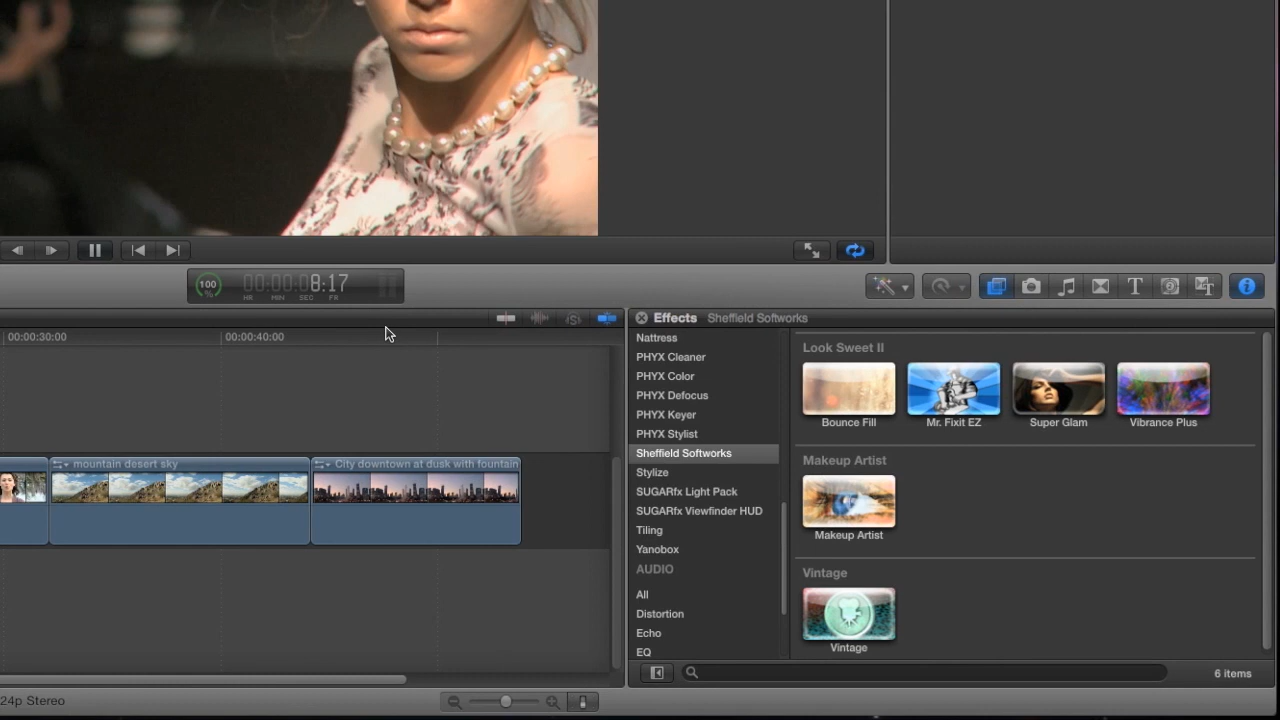 100
%
00:00:08:17
HR MIN SEC FR
Effects Sheffield Softworks
00:00:30:00
00:00:40:00
mountain desert sky
City downtown at dusk with fountain
Nattress
PHYX Cleaner
PHYX Color
PHYX Defocus
PHYX Keyer
PHYX Stylist
Sheffield Softworks
Stylize
SUGARfx Light Pack
SUGARfx Viewfinder HUD
Tiling
Yanobox
AUDIO
All
Distortion
Echo
EQ
Look Sweet II
Bounce Fill
Mr. Fixit EZ
Super Glam
Vibrance Plus
Makeup Artist
Makeup Artist
Vintage
Vintage
6 items
24p Stereo